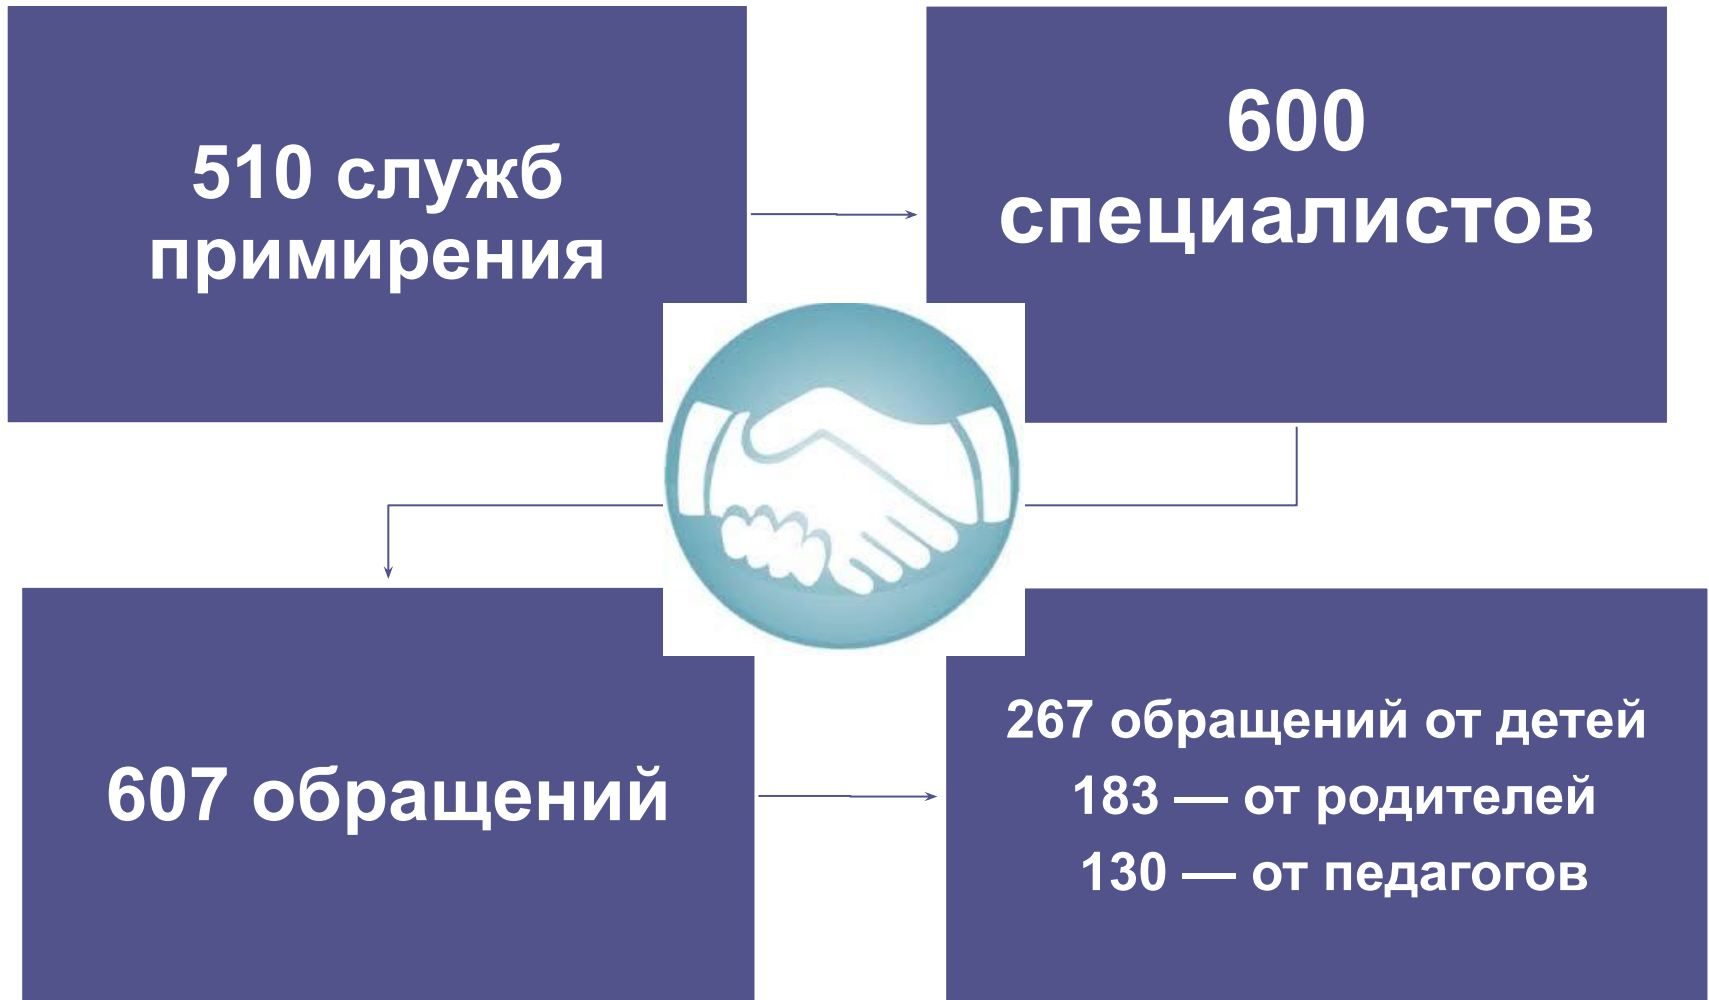 510 служб
примирения
600
специалистов
607 обращений
267 обращений от детей
183 — от родителей
130 — от педагогов